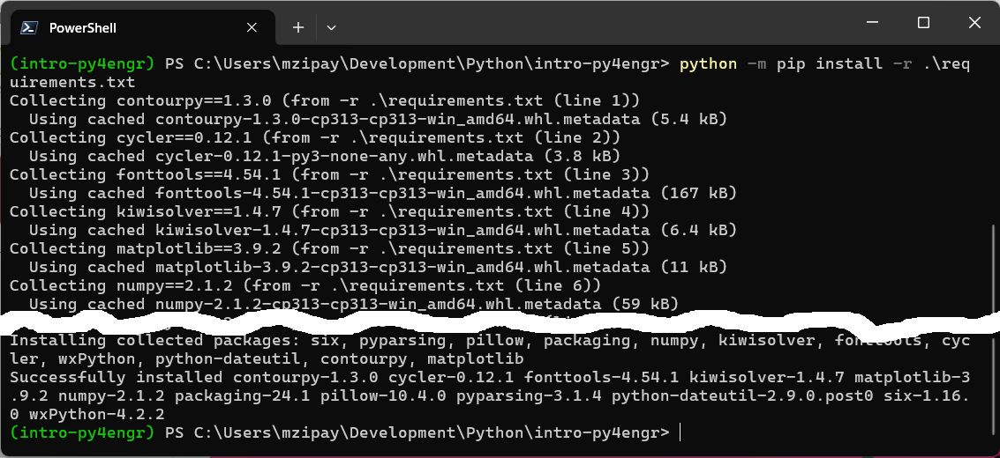 PowerShell
(intro-py4engr) PS C:\Users\mzipay\Development\Python\intro-py4engr> python -m pip install -r .\req
uirements.txt
Collecting contourpy==1.3.0 (from -r .\requirements.txt (line 1))
  Using cached contourpy-1.3.0-cp313-cp313-win_amd64.whl.metadata (5.4 kB)
Collecting cycler==0.12.1 (from -r .\requirements.txt (line 2))
  Using cached cycler-0.12.1-py3-none-any.whl.metadata (3.8 kB)
Collecting fonttools==4.54.1 (from -r .\requirements.txt (line 3))
  Using cached fonttools-4.54.1-cp313-cp313-win_amd64.whl.metadata (167 kB)
Collecting kiwisolver==1.4.7 (from -r .\requirements.txt (line 4))
  Using cached kiwisolver-1.4.7-cp313-cp313-win_amd64.whl.metadata (6.4 kB)
Collecting matplotlib==3.9.2 (from -r .\requirements.txt (line 5))
  Using cached matplotlib-3.9.2-cp313-cp313-win_amd64.whl.metadata (11 kB)
Collecting numpy==2.1.2 (from -r .\requirements.txt (line 6))
  Using cached numpy-2.1.2-cp313-cp313-win_amd64.whl.metadata (59 kB)
Installing collected packages: six, pyparsing, pillow, packaging, numpy, kiwisolver, fonttools, cyc
ler, wxPython, python-dateutil, contourpy, matplotlib
Successfully installed contourpy-1.3.0 cycler-0.12.1 fonttools-4.54.1 kiwisolver-1.4.7 matplotlib-3
.9.2 numpy-2.1.2 packaging-24.1 pillow-10.4.0 pyparsing-3.1.4 python-dateutil-2.9.0.post0 six-1.16.
0 wxPython-4.2.2
(intro-py4engr) PS C:\Users\mzipay\Development\Python\intro-py4engr>